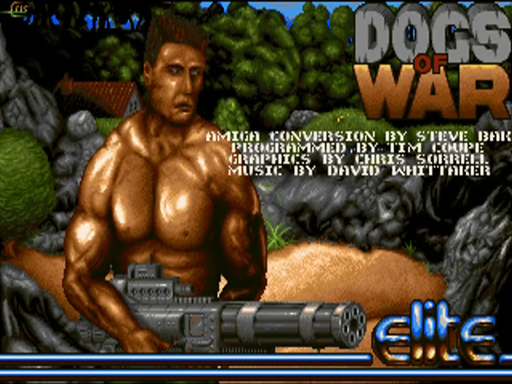 CRIS
DOGS
OF
WAR
AMIGA CONVERSION BY STEVE BAK
PROGRAMMED BY TIM COUPE
GRAPHICS BY CHRIS SORRELL
MUSIC BY DAVID WHITTAKER
elite